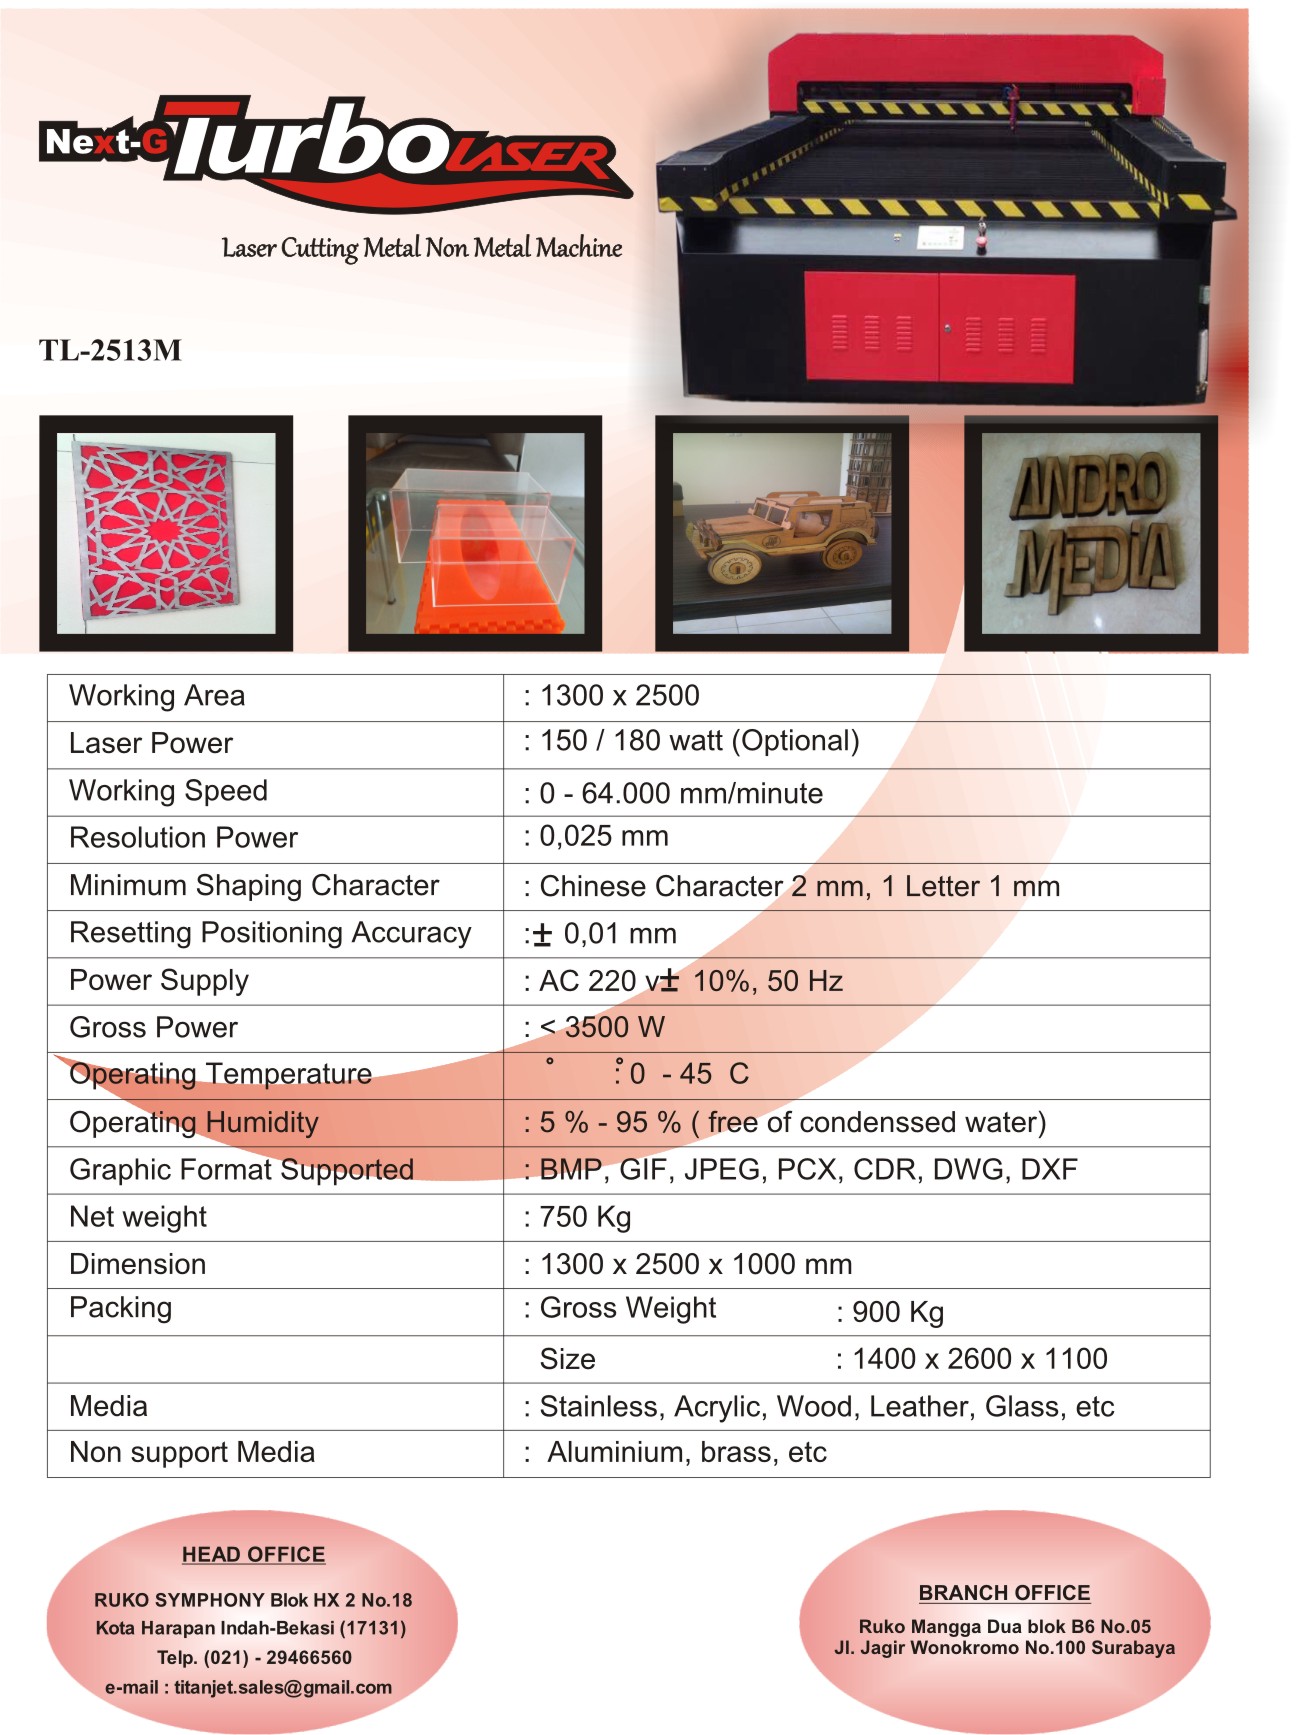 Next-G Turbo LASER
Laser Cutting Metal Non Metal Machine
TL-2513M
ANDRO
MEDiA
Working Area : 1300 x 2500
Laser Power : 150 / 180 watt (Optional)
Working Speed : 0 - 64.000 mm/minute
Resolution Power : 0,025 mm
Minimum Shaping Character : Chinese Character 2 mm, 1 Letter 1 mm
Resetting Positioning Accuracy :± 0,01 mm
Power Supply : AC 220 v± 10%, 50 Hz
Gross Power : < 3500 W
Operating Temperature ° : 0° - 45 C
Operating Humidity : 5 % - 95 % ( free of condenssed water)
Graphic Format Supported : BMP, GIF, JPEG, PCX, CDR, DWG, DXF
Net weight : 750 Kg
Dimension : 1300 x 2500 x 1000 mm
Packing : Gross Weight : 900 Kg
Size : 1400 x 2600 x 1100
Media : Stainless, Acrylic, Wood, Leather, Glass, etc
Non support Media : Aluminium, brass, etc
HEAD OFFICE
RUKO SYMPHONY Blok HX 2 No.18
Kota Harapan Indah-Bekasi (17131)
Telp. (021) - 29466560
e-mail : titanjet.sales@gmail.com
BRANCH OFFICE
Ruko Mangga Dua blok B6 No.05
Jl. Jagir Wonokromo No.100 Surabaya